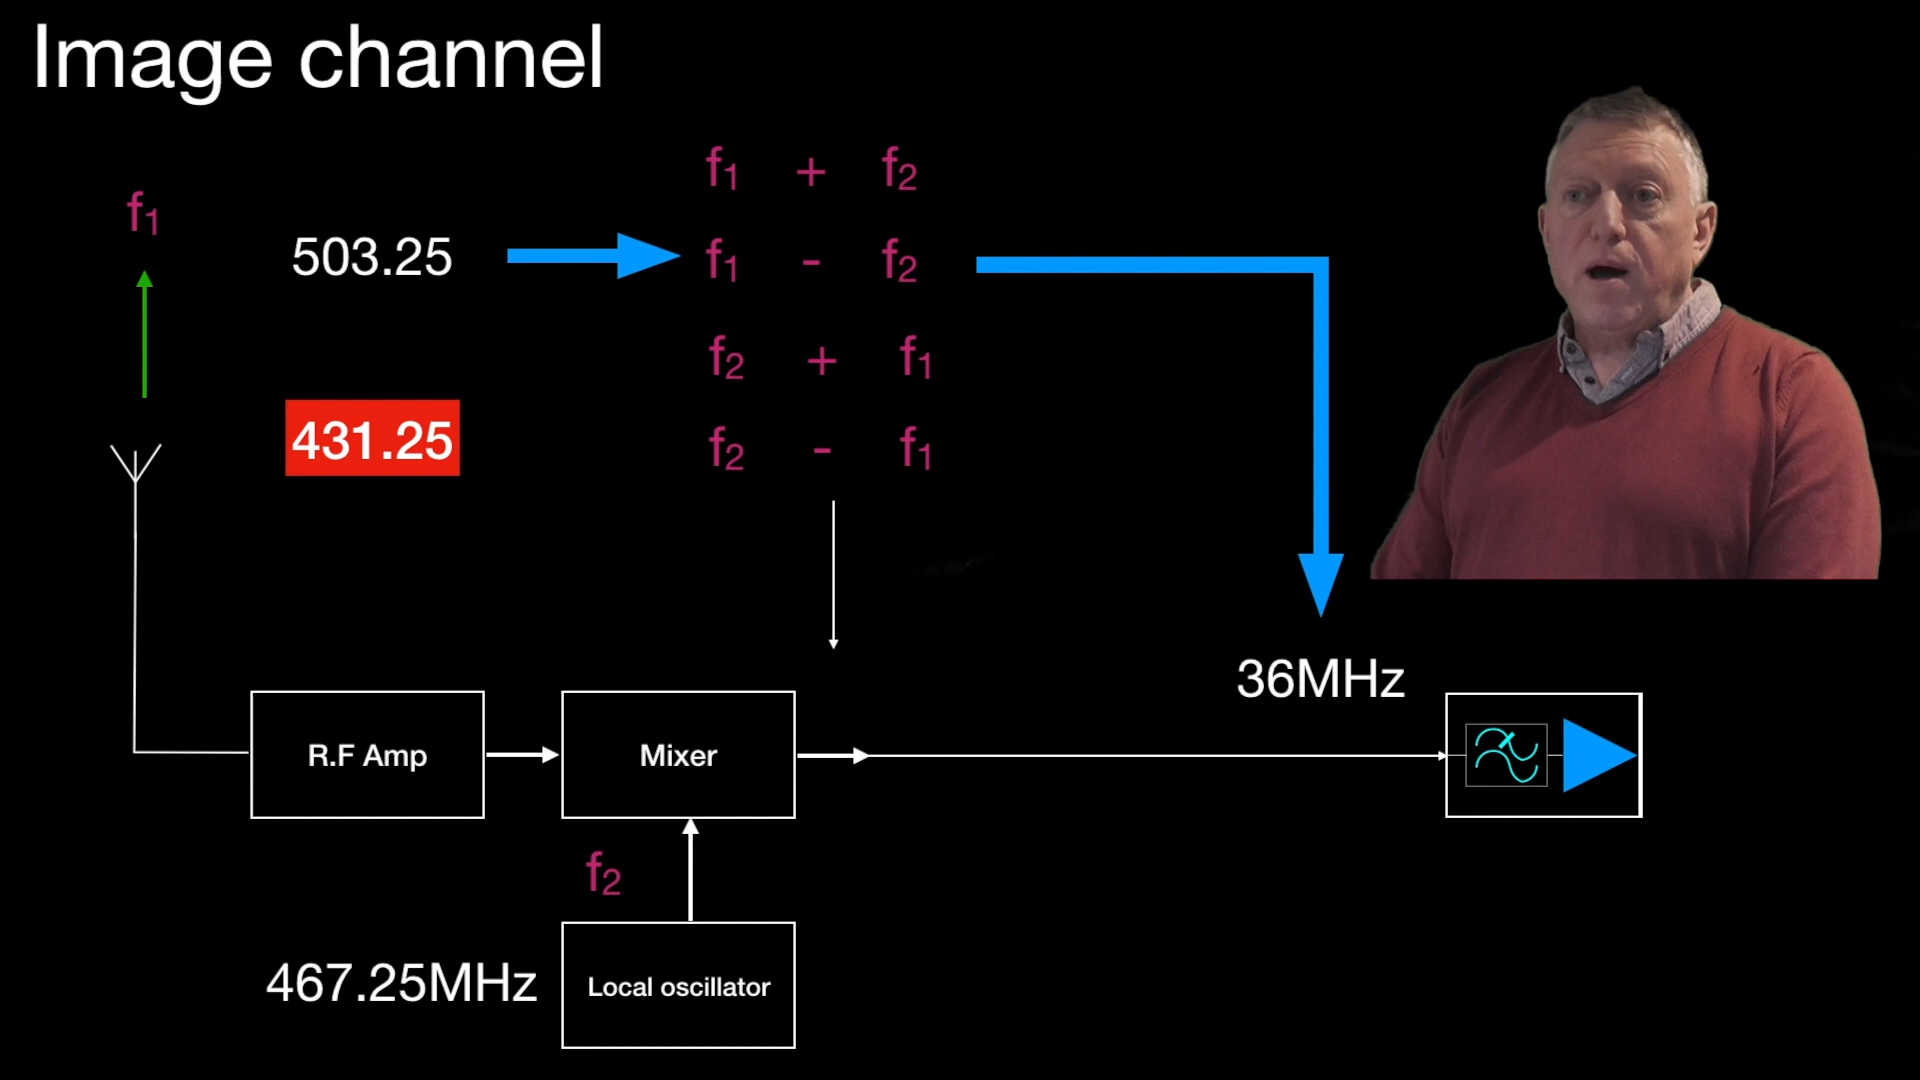 Image channel
f1
503.25
f1 + f2
f1 - f2
f2 + f1
431.25
f2 - f1
36MHz
R.F Amp
Mixer
f2
467.25MHz
Local oscillator